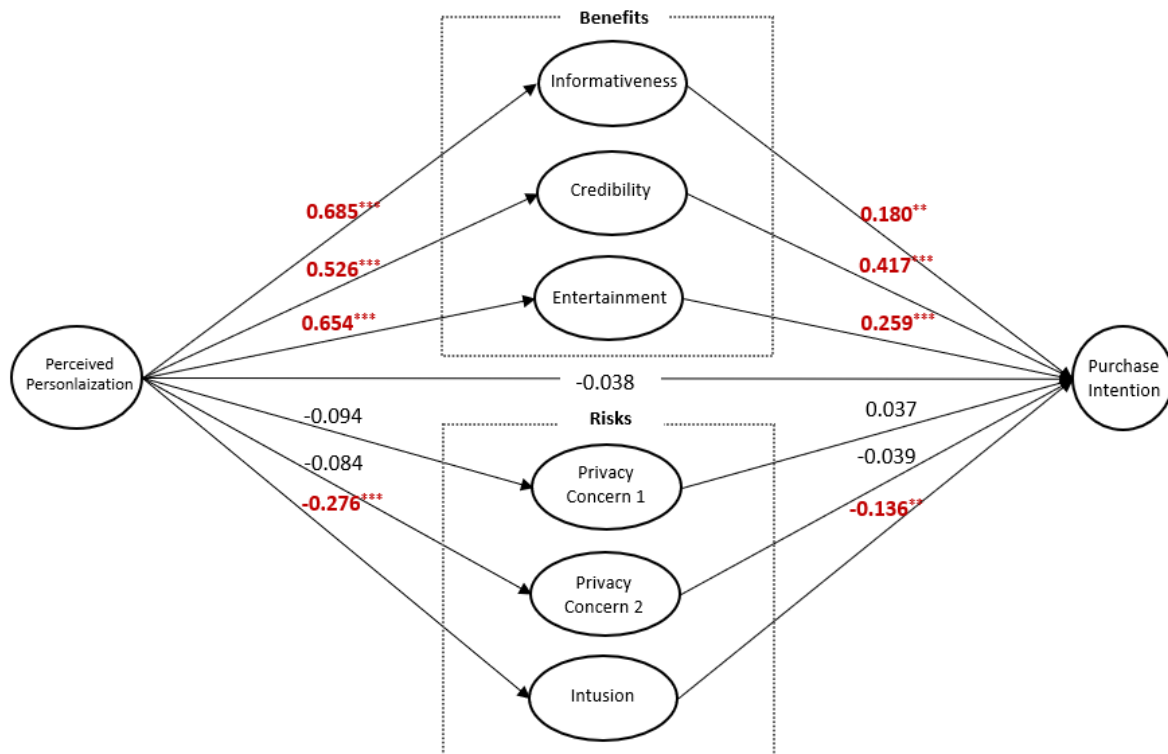 Benefits
Informativeness
Credibility
0.685***
0.180**
0.526***
0.417***
Entertainment
0.654***
0.259***
Perceived
Personlaization
-0.038
Purchase
Intention
-0.094
0.037
Risks
-0.084
-0.039
Privacy
Concern 1
-0.276***
-0.136**
Privacy
Concern 2
Intusion